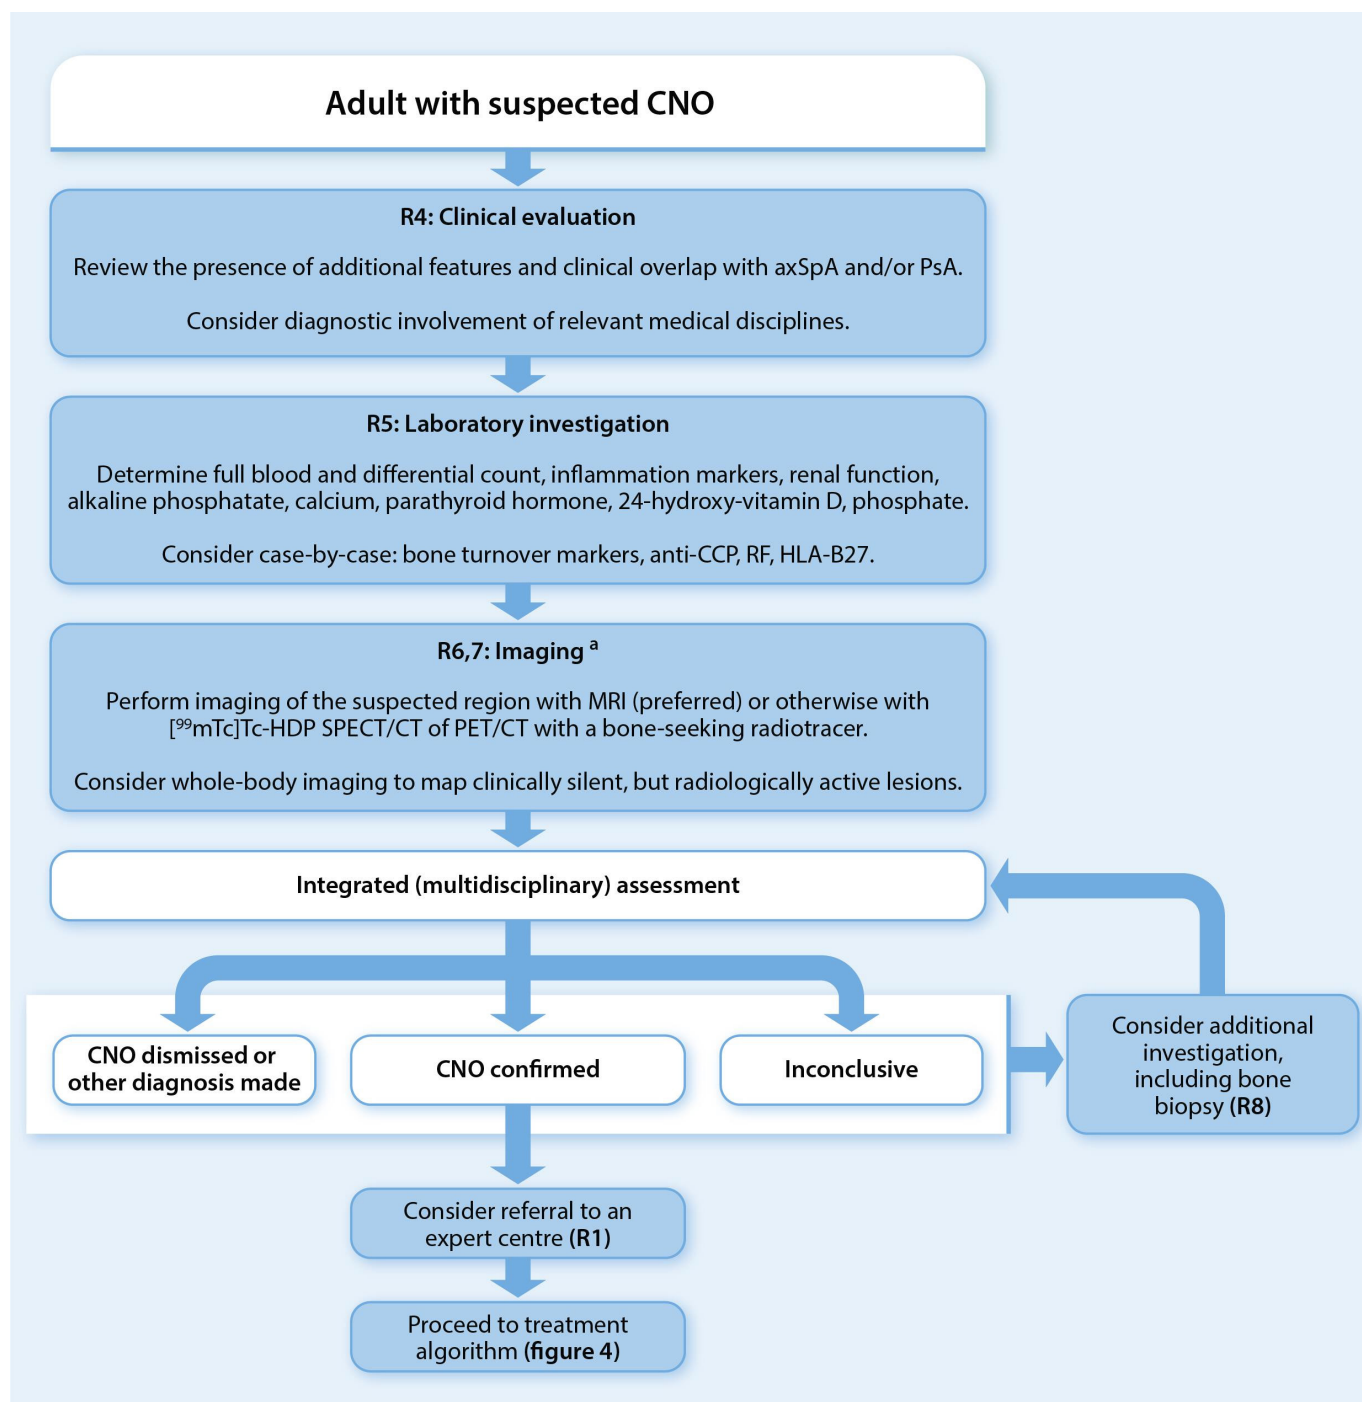 Adult with suspected CNO
R4: Clinical evaluation
Review the presence of additional features and clinical overlap with axSpA and/or PsA.
Consider diagnostic involvement of relevant medical disciplines.
R5: Laboratory investigation
Determine full blood and differential count, inflammation markers, renal function,
alkaline phosphatate, calcium, parathyroid hormone, 24-hydroxy-vitamin D, phosphate.
Consider case-by-case: bone turnover markers, anti-CCP, RF, HLA-B27.
R6,7: Imaging ᵃ
Perform imaging of the suspected region with MRI (preferred) or otherwise with
[⁹⁹mTc]Tc-HDP SPECT/CT of PET/CT with a bone-seeking radiotracer.
Consider whole-body imaging to map clinically silent, but radiologically active lesions.
Integrated (multidisciplinary) assessment
CNO dismissed or
other diagnosis made
CNO confirmed
Inconclusive
Consider additional
investigation,
including bone
biopsy (R8)
Consider referral to an
expert centre (R1)
Proceed to treatment
algorithm (figure 4)